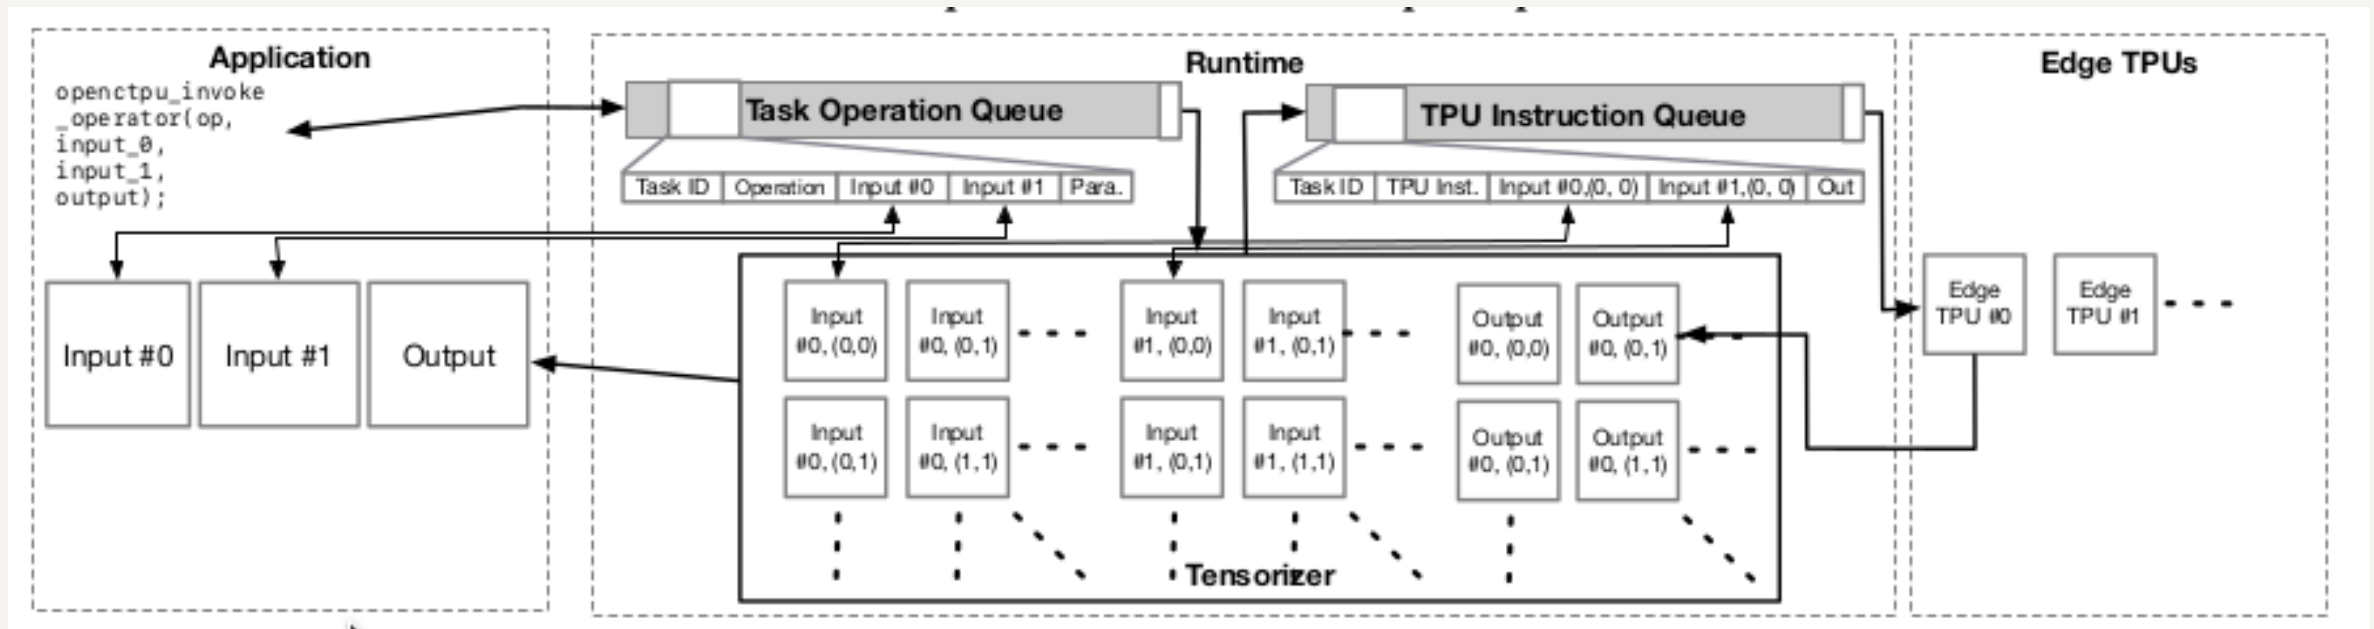 Application
openctpu_invoke
_operator(op,
input_0,
input_1,
output);
Input #0
Input #1
Output
Runtime
Task Operation Queue
Task ID
Operation
Input #0
Input #1
Para.
TPU Instruction Queue
Task ID
TPU Inst.
Input #0,(0, 0)
Input #1,(0, 0)
Out
Input
#0, (0,0)
Input
#0, (0,1)
Input
#1, (0,0)
Input
#1, (0,1)
Output
#0, (0,0)
Output
#0, (0,1)
Input
#0, (0,1)
Input
#0, (1,1)
Input
#1, (0,1)
Input
#1, (1,1)
Output
#0, (0,1)
Output
#0, (1,1)
Tensorizer
Edge TPUs
Edge
TPU #0
Edge
TPU #1